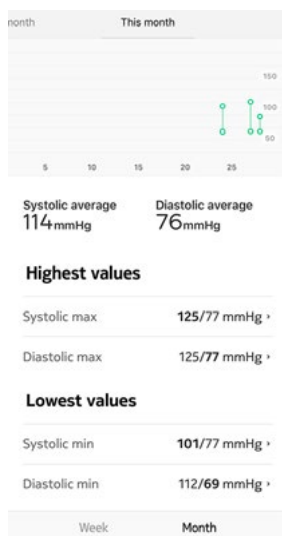 month This month
150
100
50
5 10 15 20 25
Systolic average Diastolic average
114mmHg 76mmHg
Highest values
Systolic max 125/77 mmHg
Diastolic max 125/77 mmHg
Lowest values
Systolic min 101/77 mmHg
Diastolic min 112/69 mmHg
Week Month